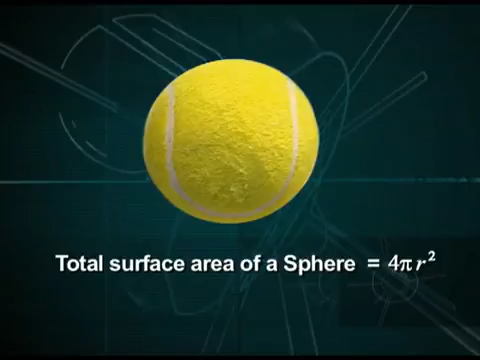 Total surface area of a Sphere = 4πr²